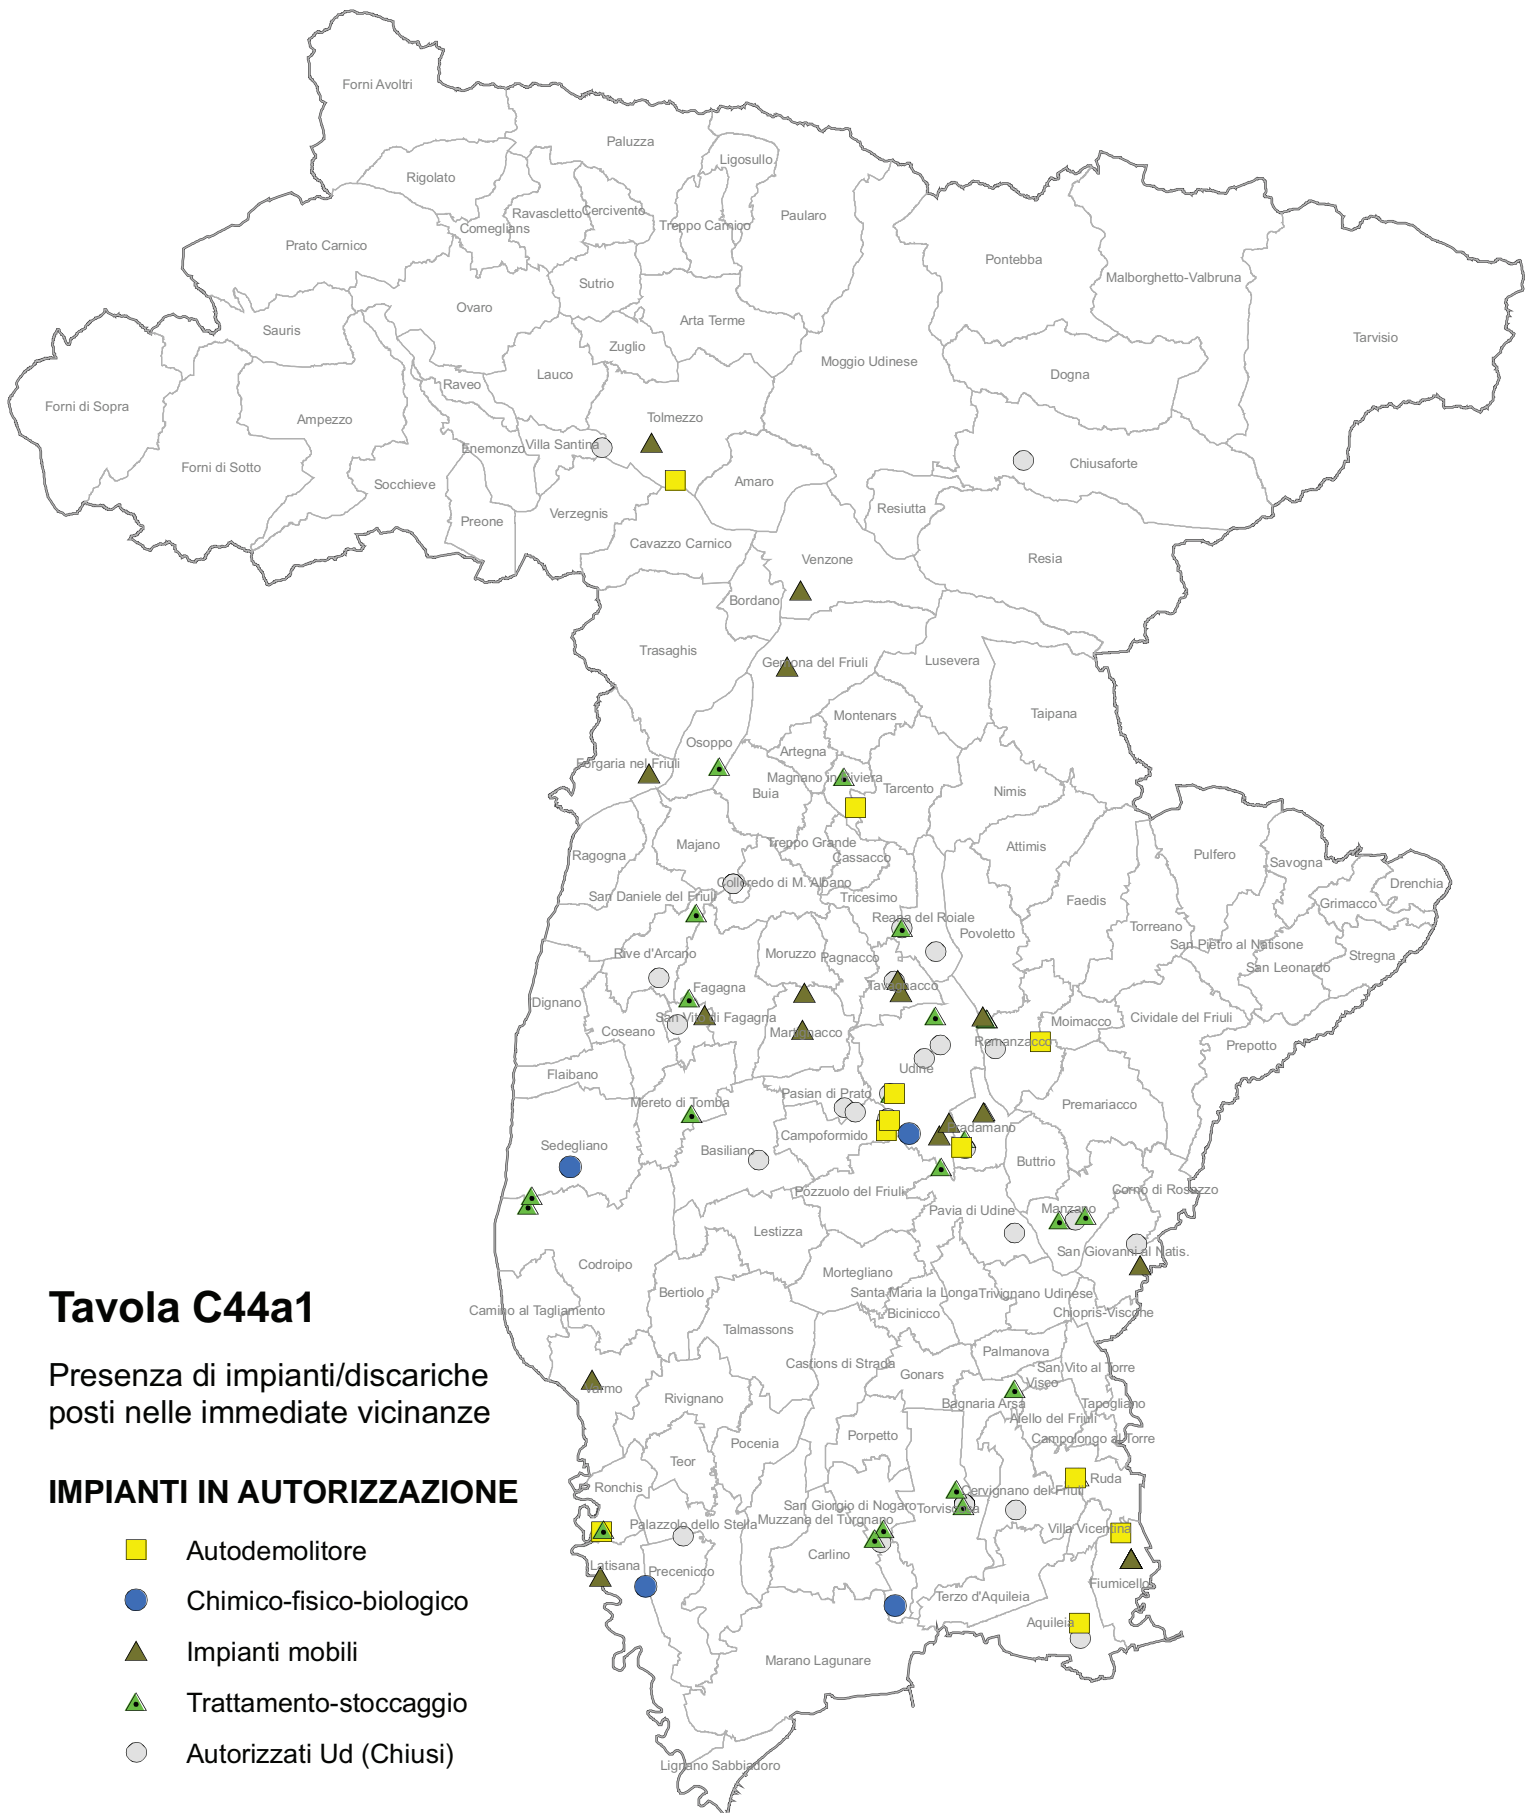 Forni Avoltri
Paluzza
Ligosullo
Rigolato
Ravascletto
Cercivento
Comeglians
Treppo Carnico
Paularo
Prato Carnico
Pontebba
Malborghetto-Valbruna
Sutrio
Ovaro
Arta Terme
Sauris
Tarvisio
Zuglio
Moggio Udinese
Lauco
Dogna
Raveo
Forni di Sopra
Ampezzo
Tolmezzo
Enemonzo
Villa Santina
Forni di Sotto
Chiusaforte
Socchieve
Amaro
Resiutta
Preone
Verzegnis
Cavazzo Carnico
Venzone
Resia
Bordano
Trasaghis
Gemona del Friuli
Lusevera
Montenars
Taipana
Osoppo
Artegna
Forgaria nel Friuli
Magnano in Riviera
Buia
Tarcento
Nimis
Majano
Treppo Grande
Attimis
Ragogna
Cassacco
Pulfero
Savogna
Colloredo di M. Albano
Drenchia
San Daniele del Friuli
Tricesimo
Faedis
Grimacco
Reana del Roiale
Povoletto
Torreano
San Pietro al Natisone
Rive d'Arcano
Moruzzo
Pagnacco
Stregna
San Leonardo
Fagagna
Tavagnacco
Dignano
San Vito di Fagagna
Moimacco
Cividale del Friuli
Coseano
Martignacco
Remanzacco
Prepotto
Udine
Flaibano
Pasian di Prato
Mereto di Tomba
Premariacco
Pradamano
Campoformido
Sedegliano
Basiliano
Buttrio
Pozzuolo del Friuli
Corno di Rosazzo
Pavia di Udine
Manzano
Lestizza
San Giovanni al Natis.
Codroipo
Mortegliano
Bertiolo
Santa Maria la Longa
Trivignano Udinese
Camino al Tagliamento
Bicinicco
Chiopris-Viscone
Talmassons
Palmanova
Castions di Strada
San Vito al Torre
Gonars
Visco
Varmo
Rivignano
Bagnaria Arsa
Tapogliano
Aiello del Friuli
Porpetto
Campolongo al Torre
Pocenia
Teor
Ruda
Ronchis
Cervignano del Friuli
San Giorgio di Nogaro
Torviscosa
Muzzana del Turgnano
Palazzolo dello Stella
Villa Vicentina
Carlino
Latisana
Precenicco
Fiumicello
Terzo d'Aquileia
Aquileia
Marano Lagunare
Lignano Sabbiadoro
Tavola C44a1
Presenza di impianti/discariche
posti nelle immediate vicinanze
IMPIANTI IN AUTORIZZAZIONE
Autodemolitore
Chimico-fisico-biologico
Impianti mobili
Trattamento-stoccaggio
Autorizzati Ud (Chiusi)